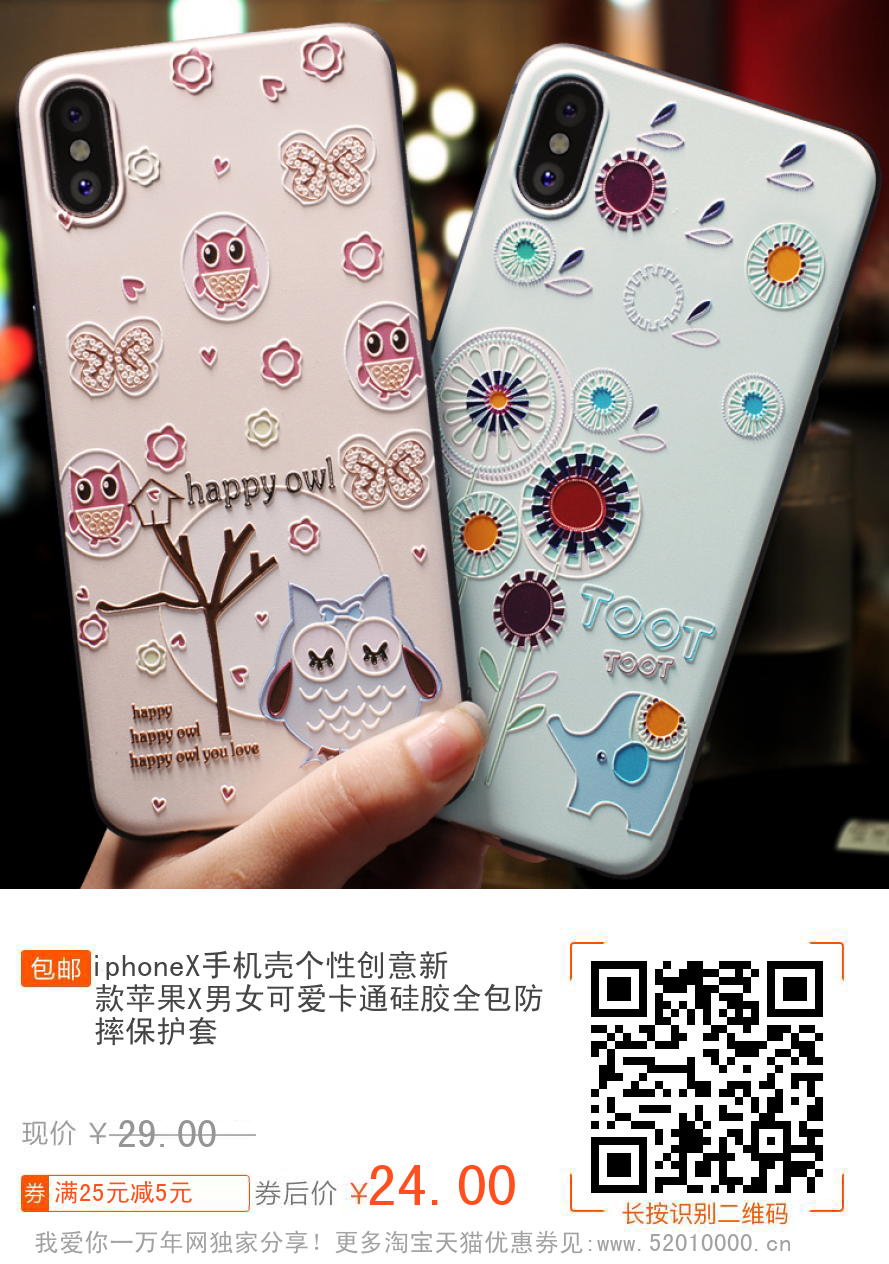 happy owl
happy
happy owl
happy owl you love
TOOT
TOOT
包邮 iphoneX手机壳个性创意新
款苹果X男女可爱卡通硅胶全包防
摔保护套
现价 ¥29.00
券 满25元减5元 券后价 ¥24.00
长按识别二维码
我爱你一万年网独家分享！更多淘宝天猫优惠券见:www.52010000.cn